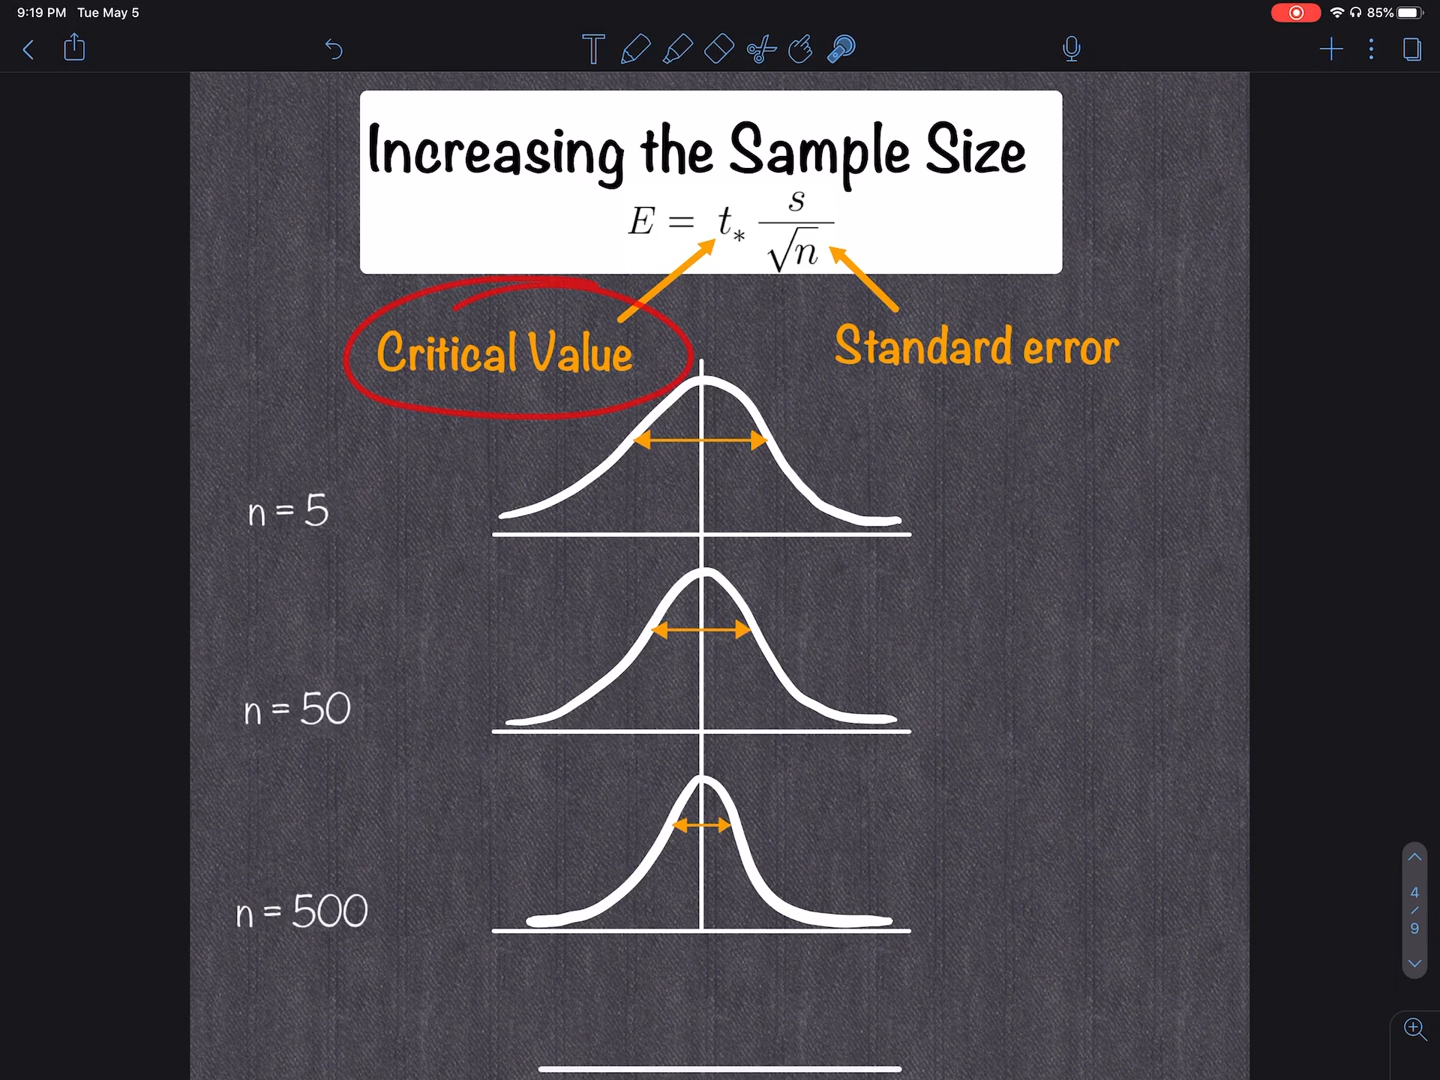 9:19 PM Tue May 5
85%
Increasing the Sample Size
E = t* s/√n
Critical Value
Standard error
n = 5
n = 50
n = 500
4
/
9